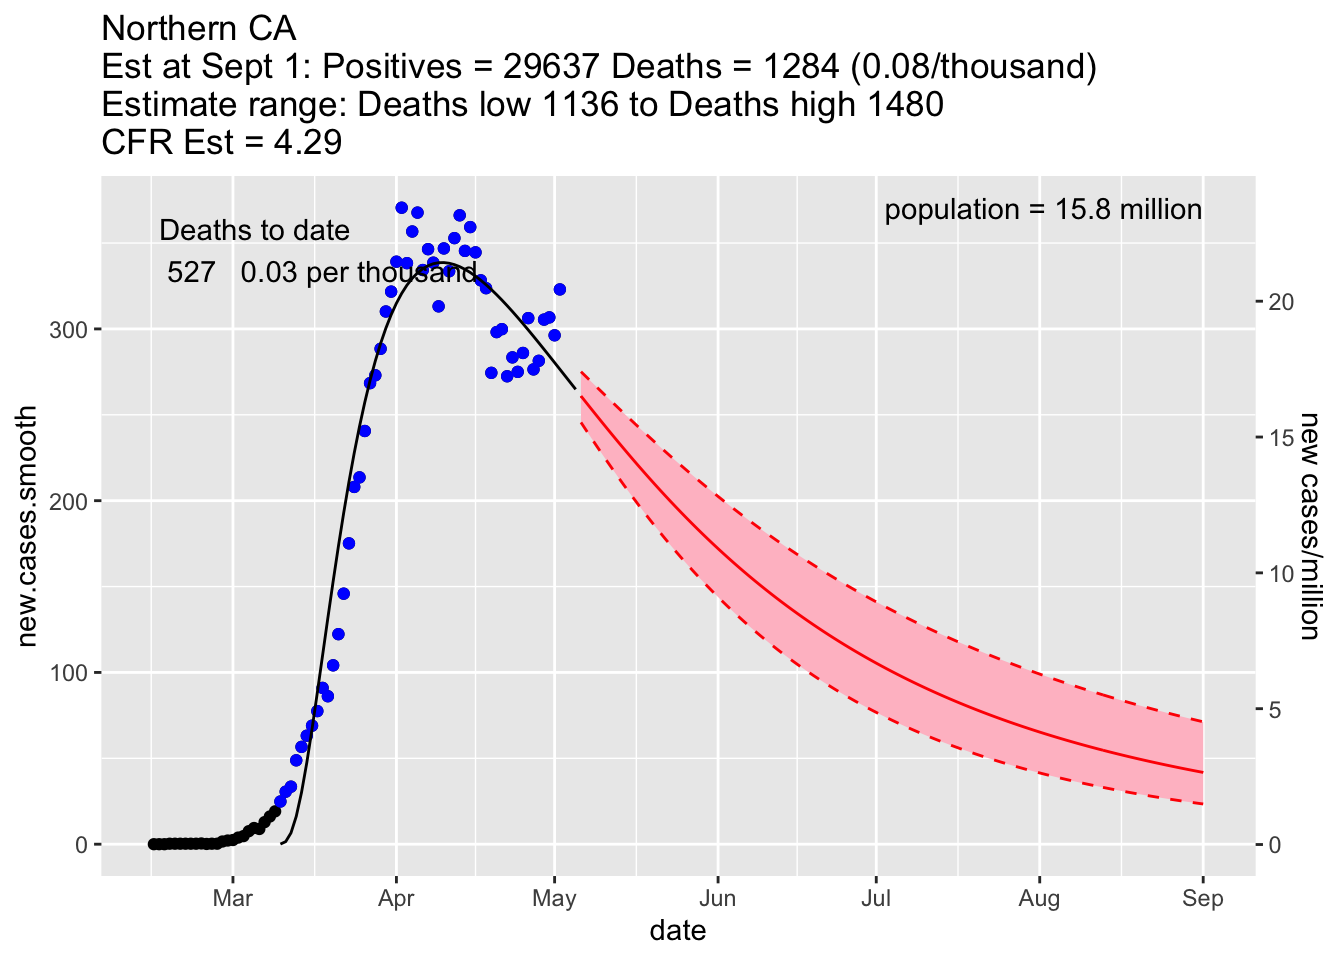 Northern CA
Est at Sept 1: Positives = 29637 Deaths = 1284 (0.08/thousand)
Estimate range: Deaths low 1136 to Deaths high 1480
CFR Est = 4.29
Deaths to date
527 0.03 per thousand
population = 15.8 million
new.cases.smooth
300
200
100
0
20
15
10
5
0
new cases/million
Mar Apr May Jun Jul Aug Sep
date